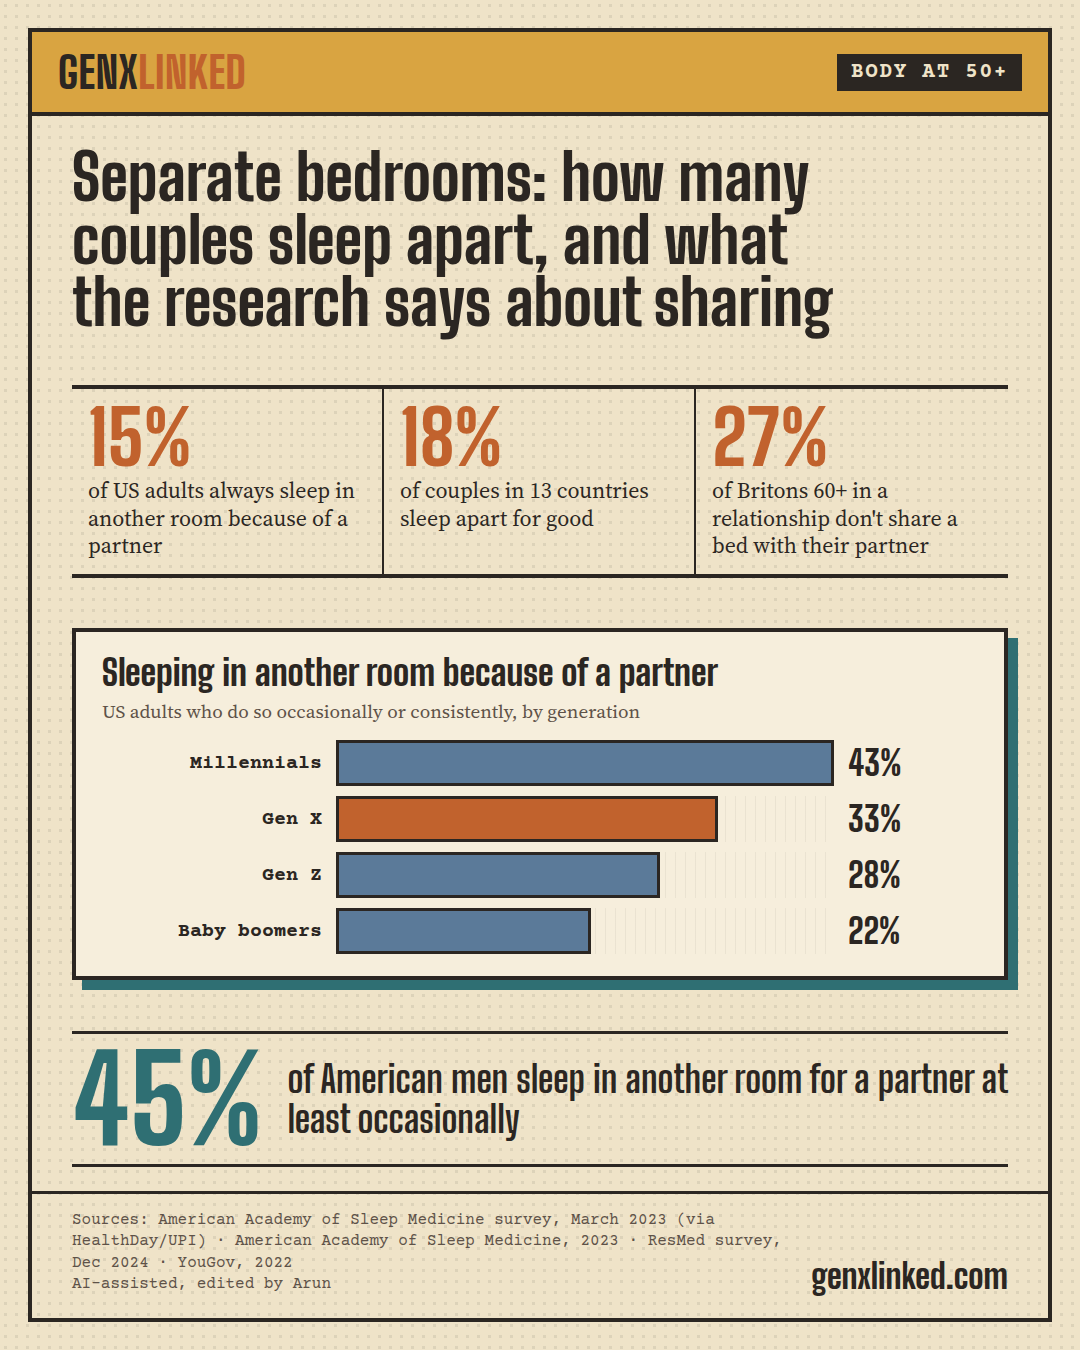 GENXLINKED
BODY AT 50+
Separate bedrooms: how many
couples sleep apart, and what
the research says about sharing
15%
of US adults always sleep in
another room because of a
partner
18%
of couples in 13 countries
sleep apart for good
27%
of Britons 60+ in a
relationship don't share a
bed with their partner
Sleeping in another room because of a partner
US adults who do so occasionally or consistently, by generation
Millennials 43%
Gen X 33%
Gen Z 28%
Baby boomers 22%
45%
of American men sleep in another room for a partner at
least occasionally
Sources: American Academy of Sleep Medicine survey, March 2023 (via
HealthDay/UPI) · American Academy of Sleep Medicine, 2023 · ResMed survey,
Dec 2024 · YouGov, 2022
AI-assisted, edited by Arun
genxlinked.com